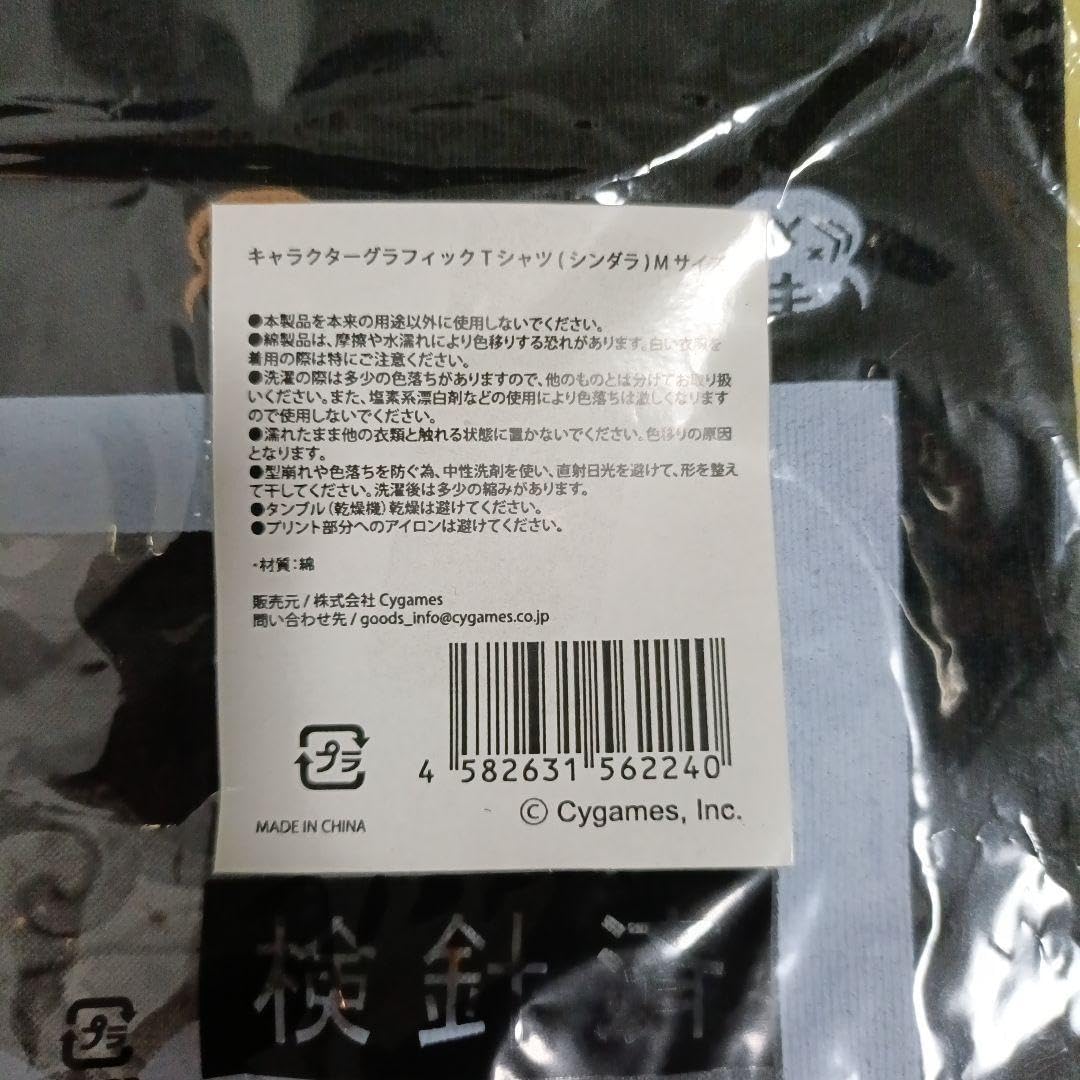 キャラクターグラフィックTシャツ(シンダラ)Mサイズ
●本製品を本来の用途以外に使用しないでください。
●綿製品は、摩擦や水濡れにより色移りする恐れがあります。白い衣類を
着用の際は特にご注意ください。
●洗濯の際は多少の色落ちがありますので、他のものとは分けてお取り扱
いください。また、塩素系漂白剤などの使用により色落ちは激しくなります
ので使用しないでください。
●濡れたまま他の衣類と触れる状態に置かないでください。色移りの原因
となります。
●型崩れや色落ちを防ぐ為、中性洗剤を使い、直射日光を避けて、形を整え
て干してください。洗濯後は多少の縮みがあります。
●タンブル(乾燥機)乾燥は避けてください。
●プリント部分へのアイロンは避けてください。
・材質:綿
販売元/株式会社Cygames
問い合わせ先/goods_info@cygames.co.jp
プラ
4 582631 562240
© Cygames, Inc.
MADE IN CHINA
検針済
プラ